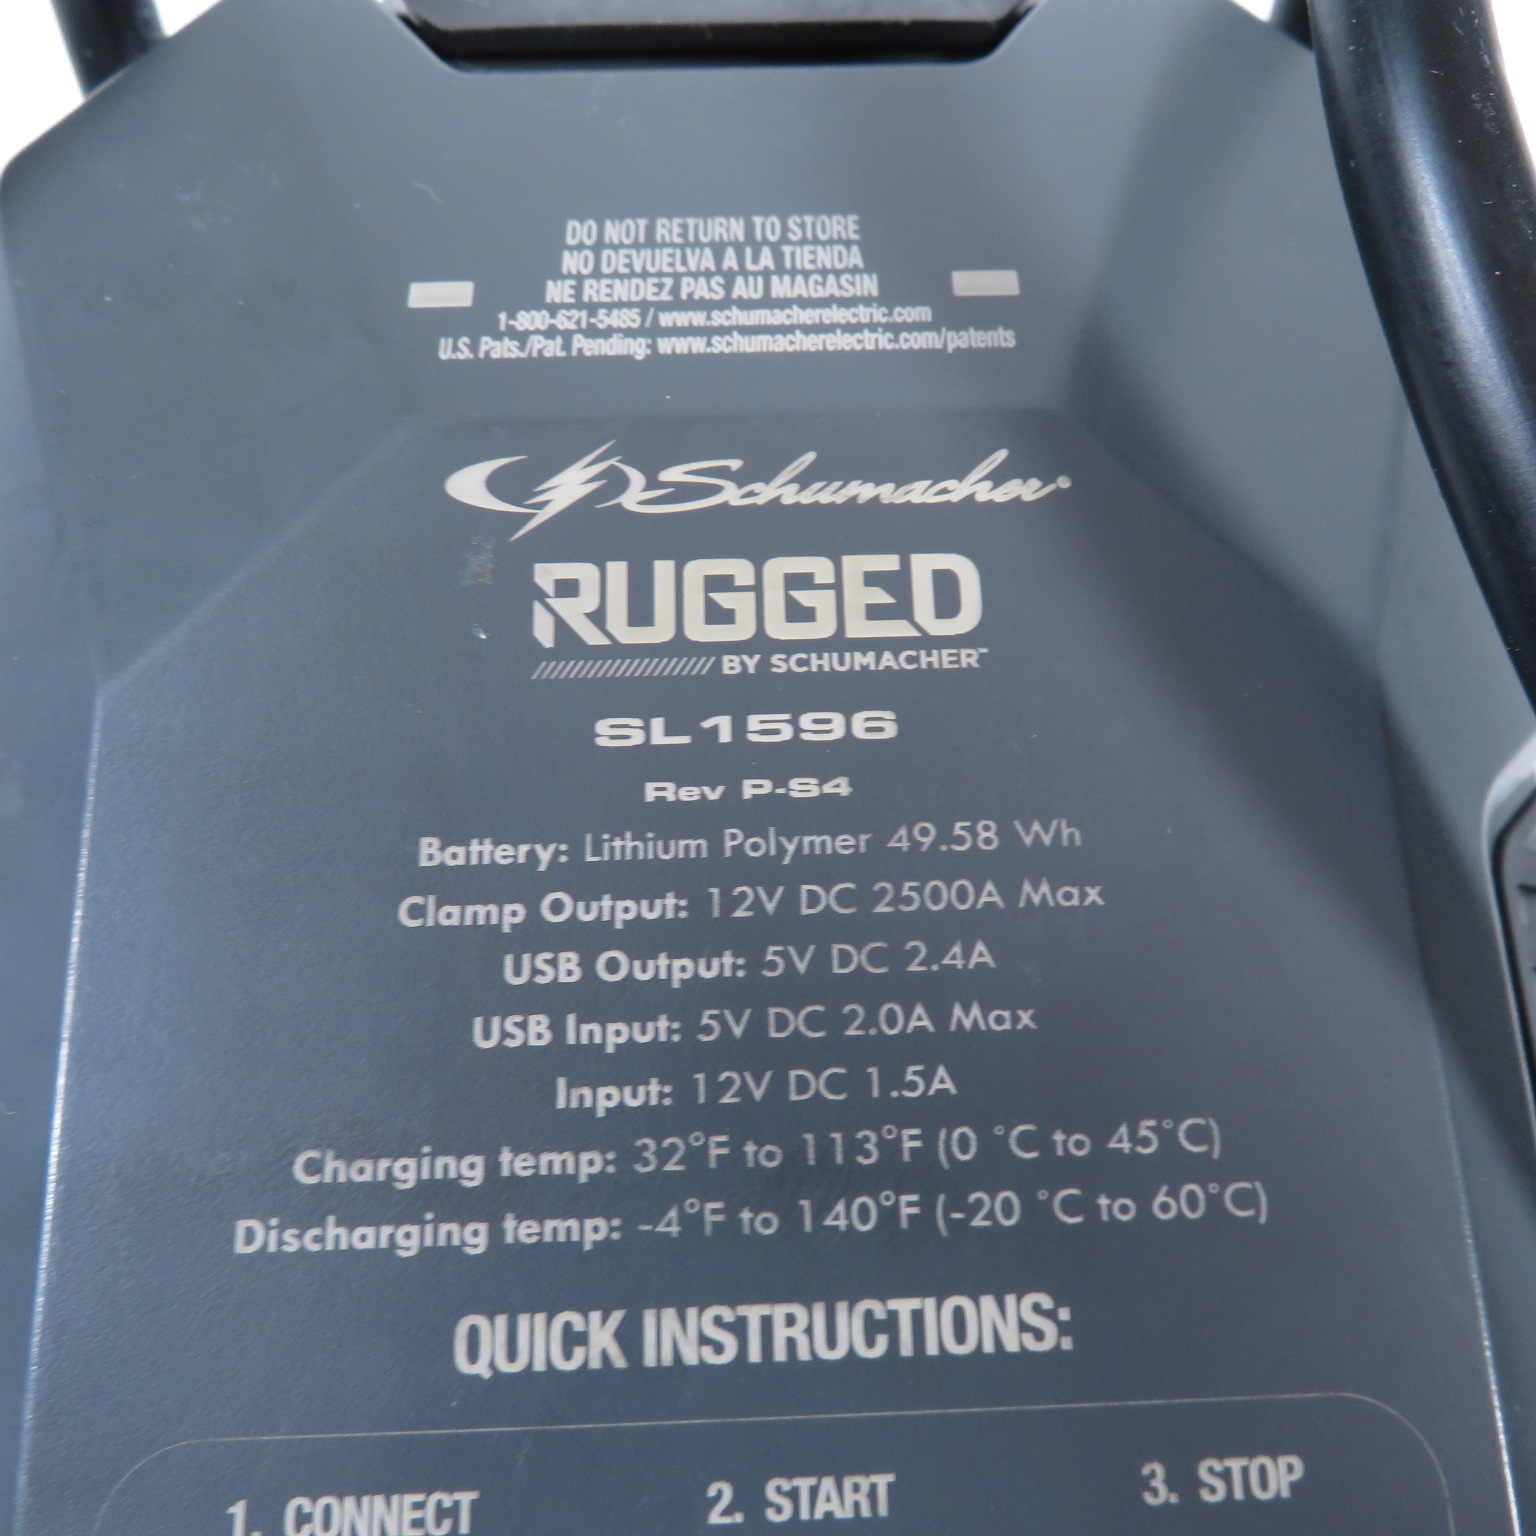 DO NOT RETURN TO STORE
NO DEVUELVA A LA TIENDA
NE RENDEZ PAS AU MAGASIN
1-800-621-5485 / www.schumacherelectric.com
U.S. Pats./Pat. Pending: www.schumacherelectric.com/patents
Schumacher®
RUGGED
BY SCHUMACHER™
SL1596
Rev P-S4
Battery: Lithium Polymer 49.58 Wh
Clamp Output: 12V DC 2500A Max
USB Output: 5V DC 2.4A
USB Input: 5V DC 2.0A Max
Input: 12V DC 1.5A
Charging temp: 32°F to 113°F (0 °C to 45°C)
Discharging temp: -4°F to 140°F (-20 °C to 60°C)
QUICK INSTRUCTIONS:
1. CONNECT 2. START 3. STOP